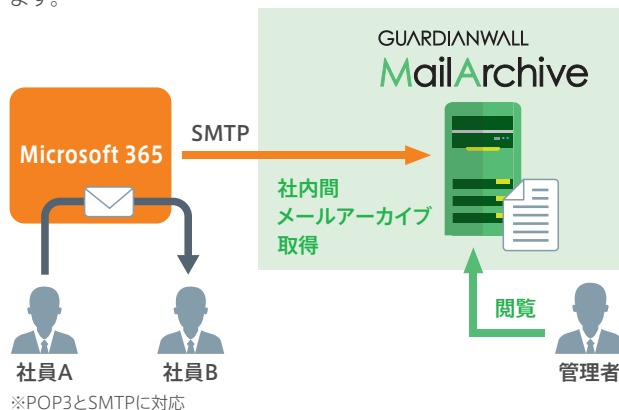 ます。
GUARDIANWALL
MailArchive
Microsoft 365
SMTP
社内間
メールアーカイブ
取得
閲覧
社員A
社員B
管理者
※POP3とSMTPに対応